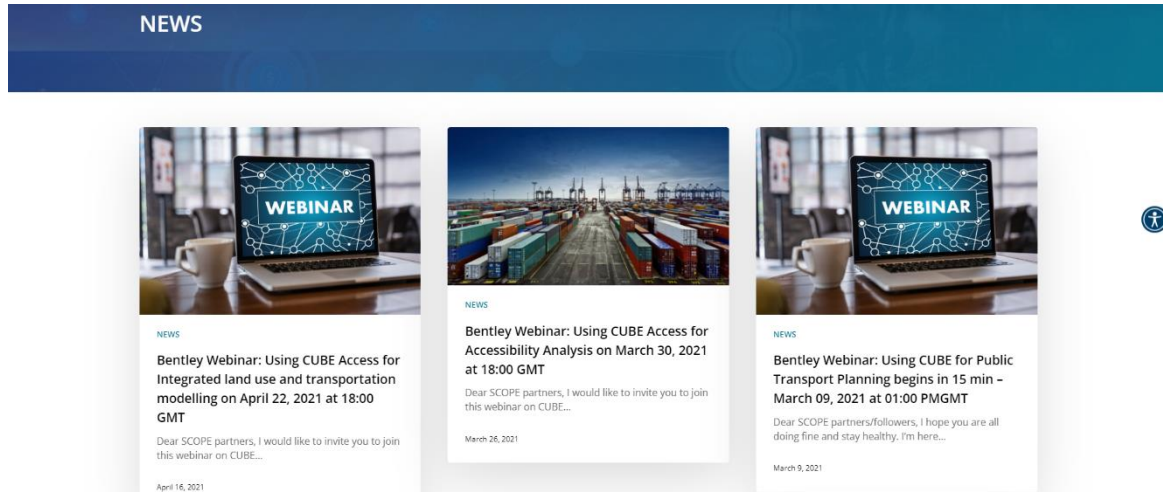 NEWS
WEBINAR
NEWS
Bentley Webinar: Using CUBE Access for
Integrated land use and transportation
modelling on April 22, 2021 at 18:00
GMT
Dear SCOPE partners, I would like to invite you to join
this webinar on CUBE...
April 16, 2021
NEWS
Bentley Webinar: Using CUBE Access for
Accessibility Analysis on March 30, 2021
at 18:00 GMT
Dear SCOPE partners, I would like to invite you to join
this webinar on CUBE...
March 26, 2021
WEBINAR
NEWS
Bentley Webinar: Using CUBE for Public
Transport Planning begins in 15 min –
March 09, 2021 at 01:00 PMGMT
Dear SCOPE partners/followers, I hope you are all
doing fine and stay healthy. I'm here...
March 9, 2021